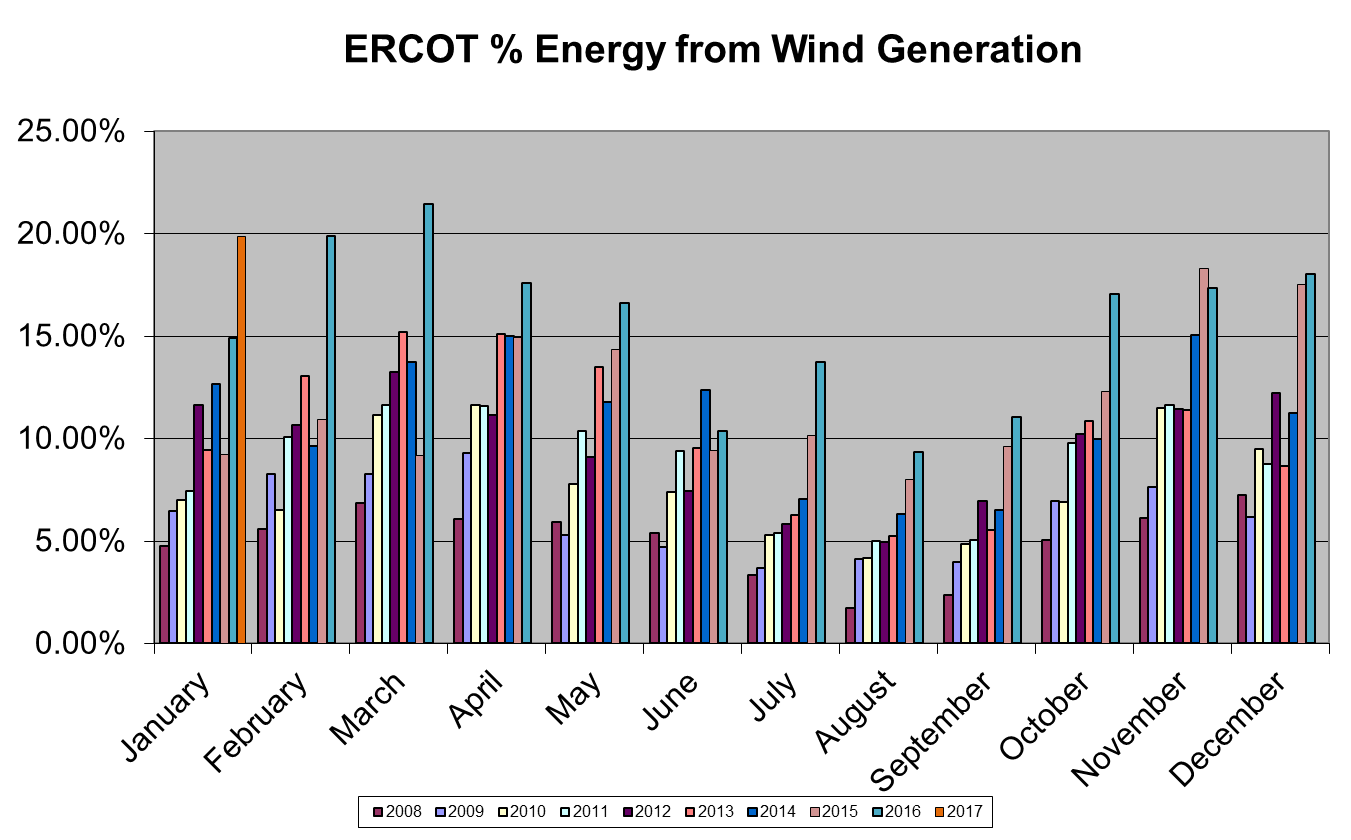 ERCOT % Energy from Wind Generation
25.00%
20.00%
15.00%
10.00%
5.00%
0.00%
January February March April May June July August September October November December
2008 2009 2010 2011 2012 2013 2014 2015 2016 2017